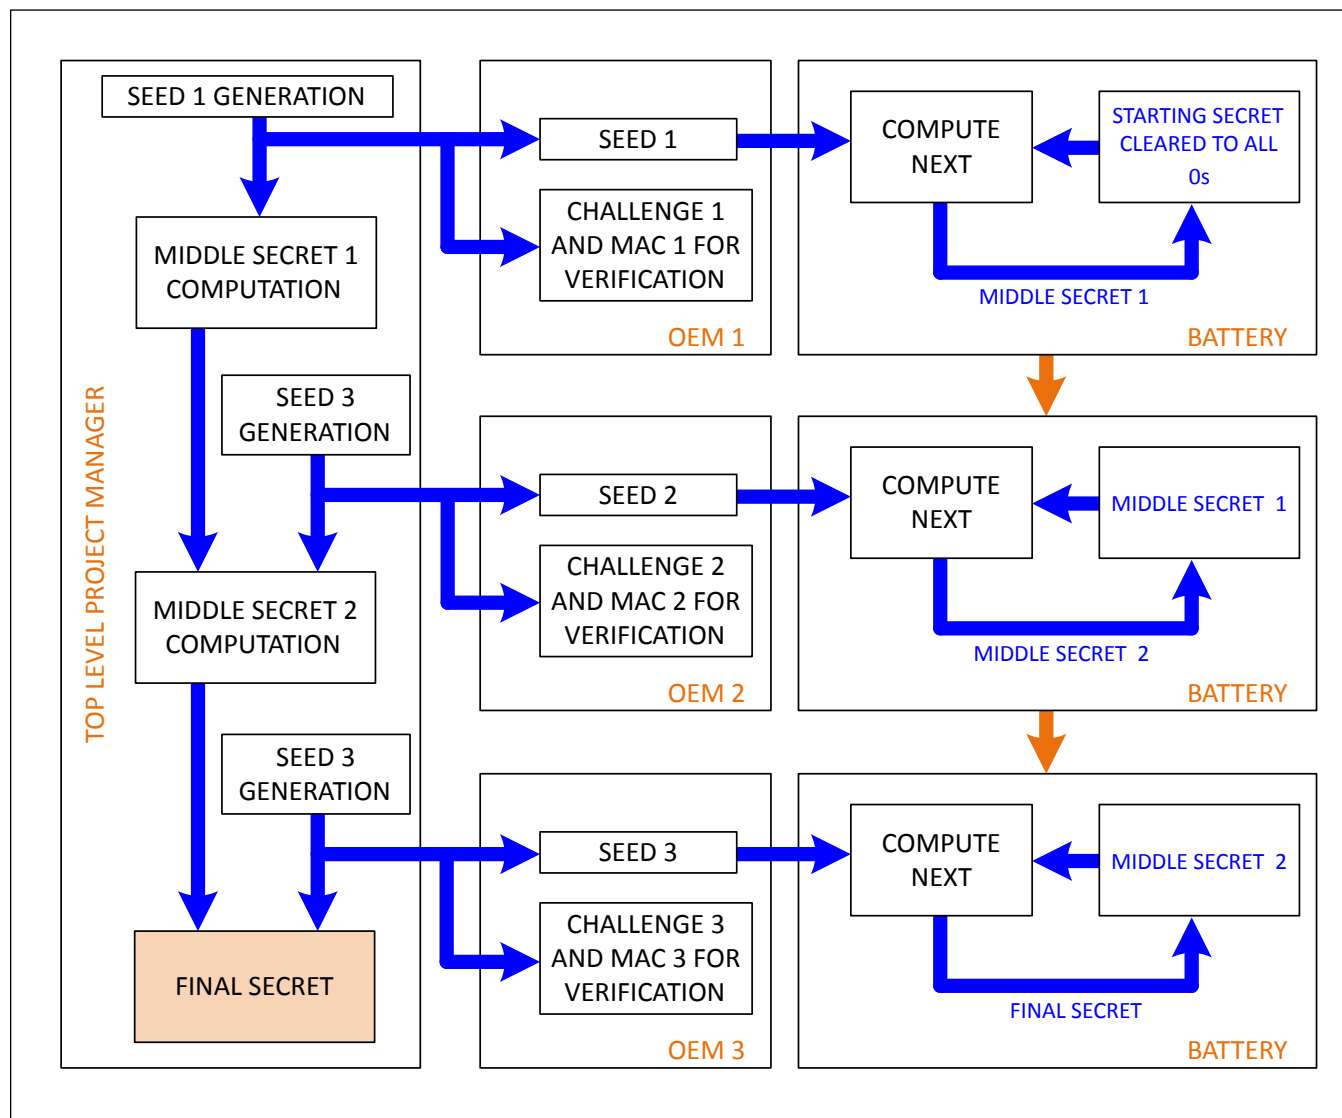 TOP LEVEL PROJECT MANAGER
SEED 1 GENERATION
MIDDLE SECRET 1
COMPUTATION
SEED 3
GENERATION
MIDDLE SECRET 2
COMPUTATION
SEED 3
GENERATION
FINAL SECRET
SEED 1
CHALLENGE 1
AND MAC 1 FOR
VERIFICATION
OEM 1
COMPUTE
NEXT
STARTING SECRET
CLEARED TO ALL
0s
MIDDLE SECRET 1
BATTERY
SEED 2
CHALLENGE 2
AND MAC 2 FOR
VERIFICATION
OEM 2
COMPUTE
NEXT
MIDDLE SECRET 1
MIDDLE SECRET 2
BATTERY
SEED 3
CHALLENGE 3
AND MAC 3 FOR
VERIFICATION
OEM 3
COMPUTE
NEXT
MIDDLE SECRET 2
FINAL SECRET
BATTERY